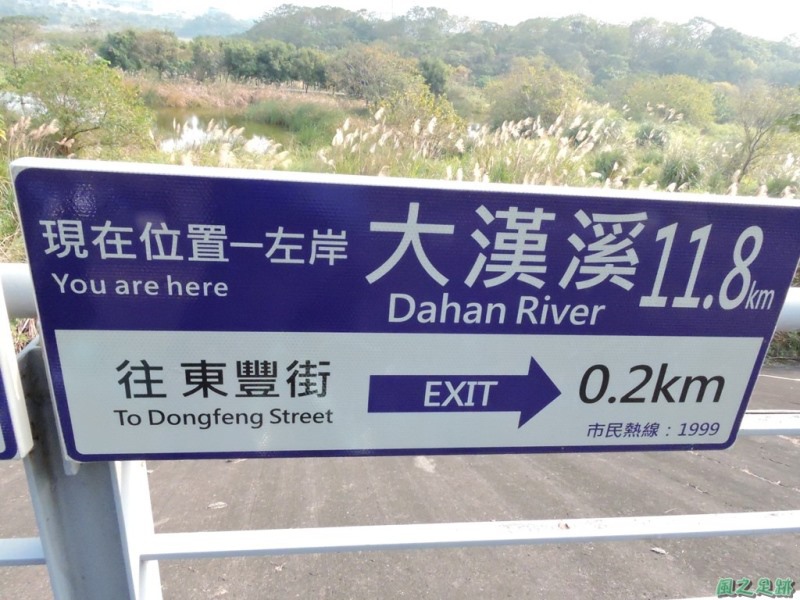 現在位置－左岸 大漢溪 11.8km
You are here Dahan River
往東豐街 EXIT 0.2km
To Dongfeng Street
市民熱線：1999
風之足跡